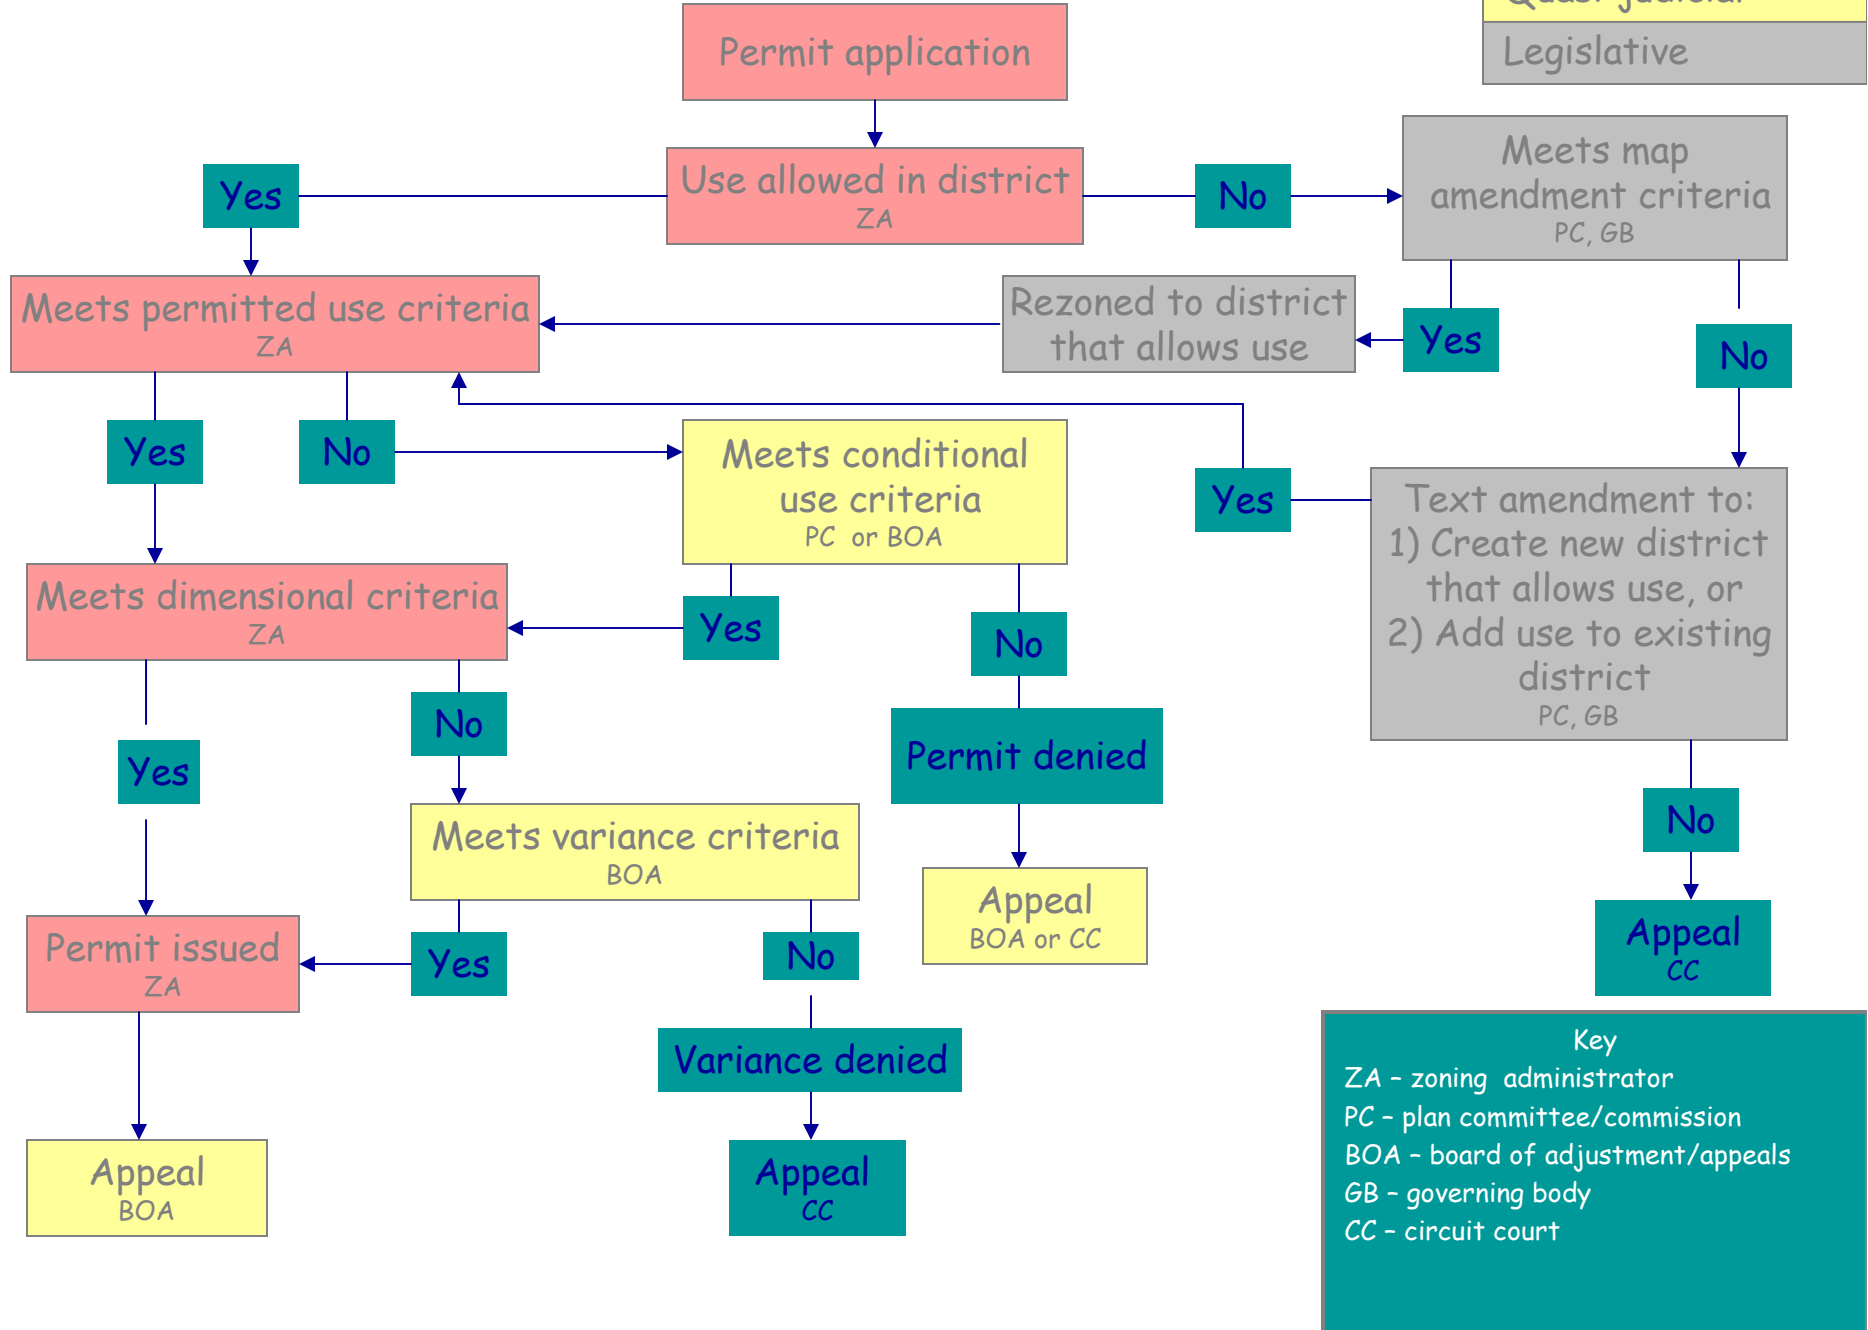 Quasi-judicial
Legislative
Permit application
Use allowed in district
ZA
Yes
No
Meets map
amendment criteria
PC, GB
Meets permitted use criteria
ZA
Rezoned to district
that allows use
Yes
No
Yes
No
Meets conditional
use criteria
PC or BOA
Yes
Text amendment to:
1) Create new district
that allows use, or
2) Add use to existing
district
PC, GB
Meets dimensional criteria
ZA
Yes
No
No
Yes
Permit denied
Meets variance criteria
BOA
No
Appeal
BOA or CC
Appeal
CC
Permit issued
ZA
Yes
No
Variance denied
Appeal
BOA
Appeal
CC
Key
ZA – zoning administrator
PC – plan committee/commission
BOA – board of adjustment/appeals
GB – governing body
CC – circuit court